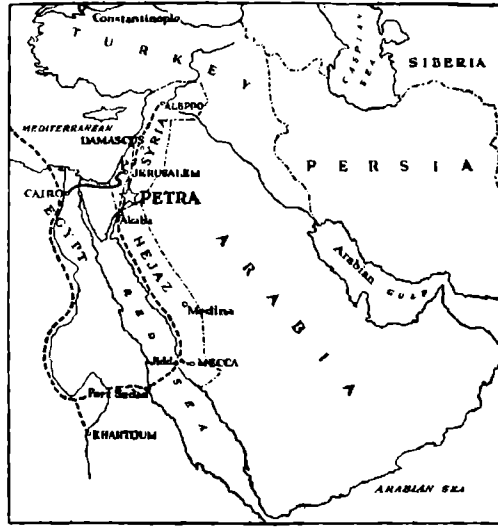 Constantinople
TURKEY
CASPIAN SEA
SIBERIA
ALEPPO
MEDITERRANEAN
DAMASCUS
SYRIA
PERSIA
JERUSALEM
CAIRO
PETRA
Akaba
EGYPT
HEJAZ
ARABIA
Arabian GULF
RED SEA
Medina
MECCA
Port Sudan
KHARTOUM
ARABIAN SEA